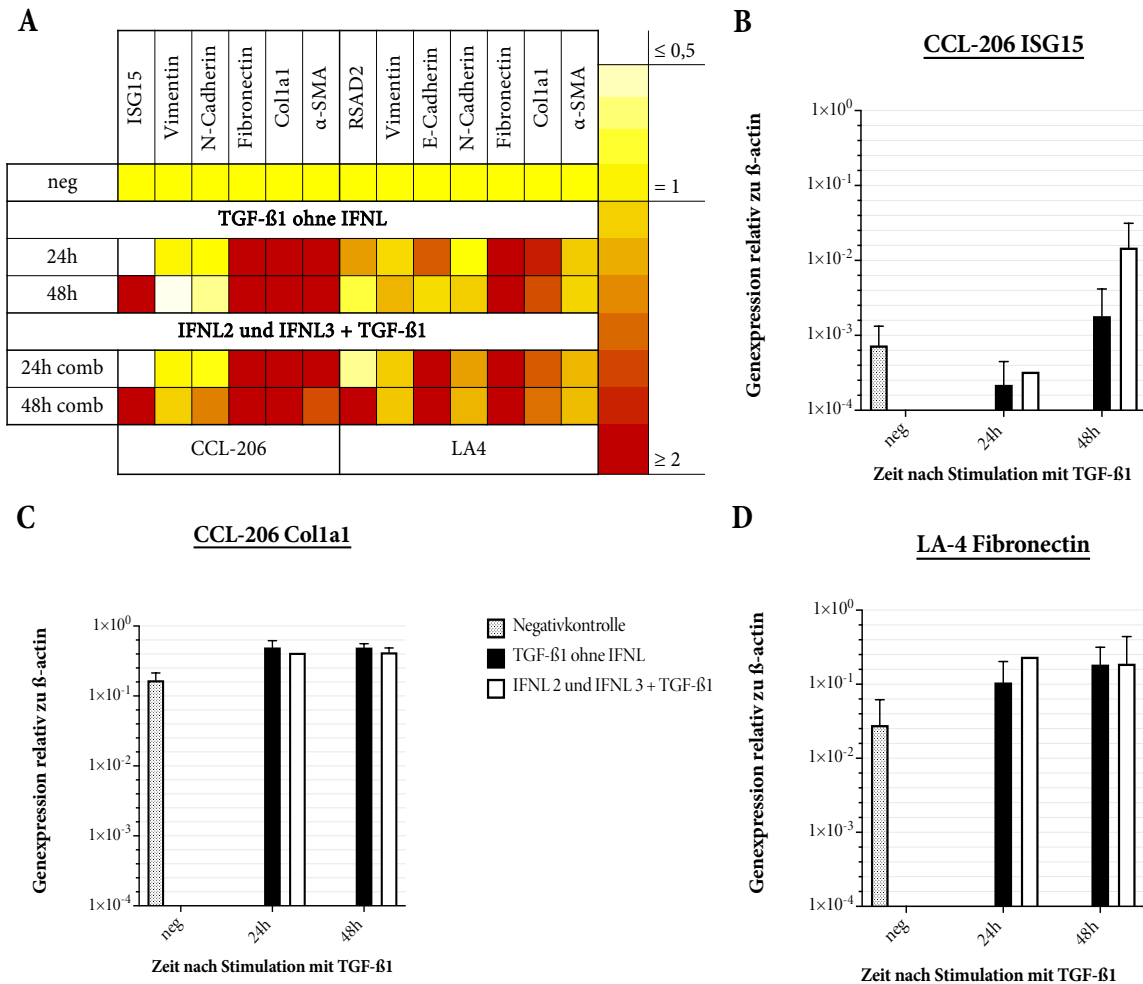 A
ISG15
Vimentin
N-Cadherin
Fibronectin
Col1a1
α-SMA
RSAD2
Vimentin
E-Cadherin
N-Cadherin
Fibronectin
Col1a1
α-SMA
≤ 0,5
neg
= 1
TGF-ß1 ohne IFNL
24h
48h
IFNL2 und IFNL3 + TGF-ß1
24h comb
48h comb
CCL-206
LA4
≥ 2
B
CCL-206 ISG15
Genexpression relativ zu ß-actin
1×10⁰
1×10⁻¹
1×10⁻²
1×10⁻³
1×10⁻⁴
neg
24h
48h
Zeit nach Stimulation mit TGF-ß1
C
CCL-206 Col1a1
Genexpression relativ zu ß-actin
1×10⁰
1×10⁻¹
1×10⁻²
1×10⁻³
1×10⁻⁴
neg
24h
48h
Zeit nach Stimulation mit TGF-ß1
Negativkontrolle
TGF-ß1 ohne IFNL
IFNL 2 und IFNL 3 + TGF-ß1
D
LA-4 Fibronectin
Genexpression relativ zu ß-actin
1×10⁰
1×10⁻¹
1×10⁻²
1×10⁻³
1×10⁻⁴
neg
24h
48h
Zeit nach Stimulation mit TGF-ß1